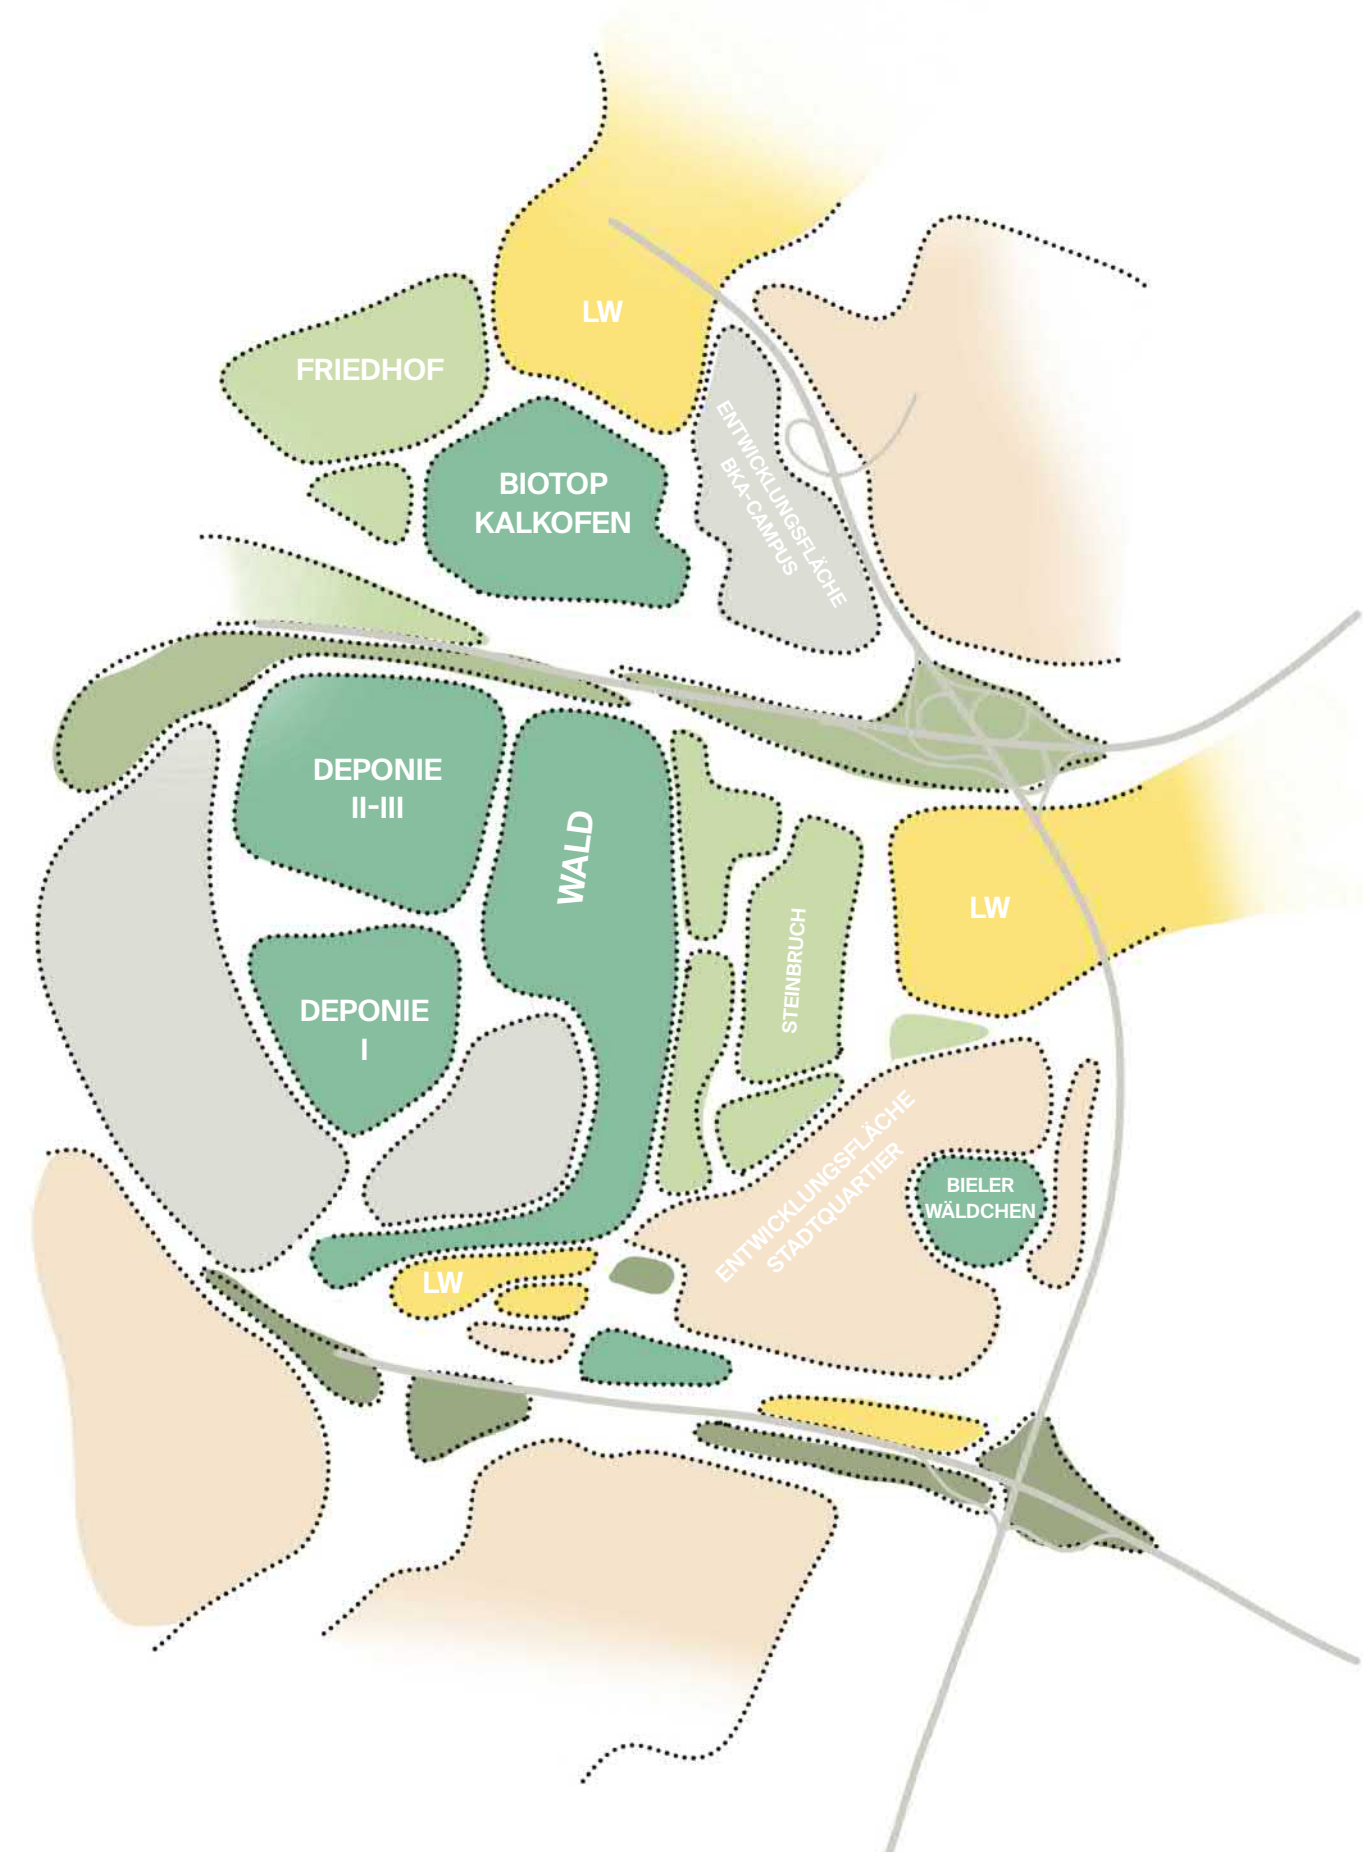 LW
FRIEDHOF
BIOTOP
KALKOFEN
ENTWICKLUNGSFLÄCHE
BKA-CAMPUS
DEPONIE
II-III
WALD
LW
STEINBRUCH
DEPONIE
I
ENTWICKLUNGSFLÄCHE
STADTQUARTIER
BIELER
WÄLDCHEN
LW